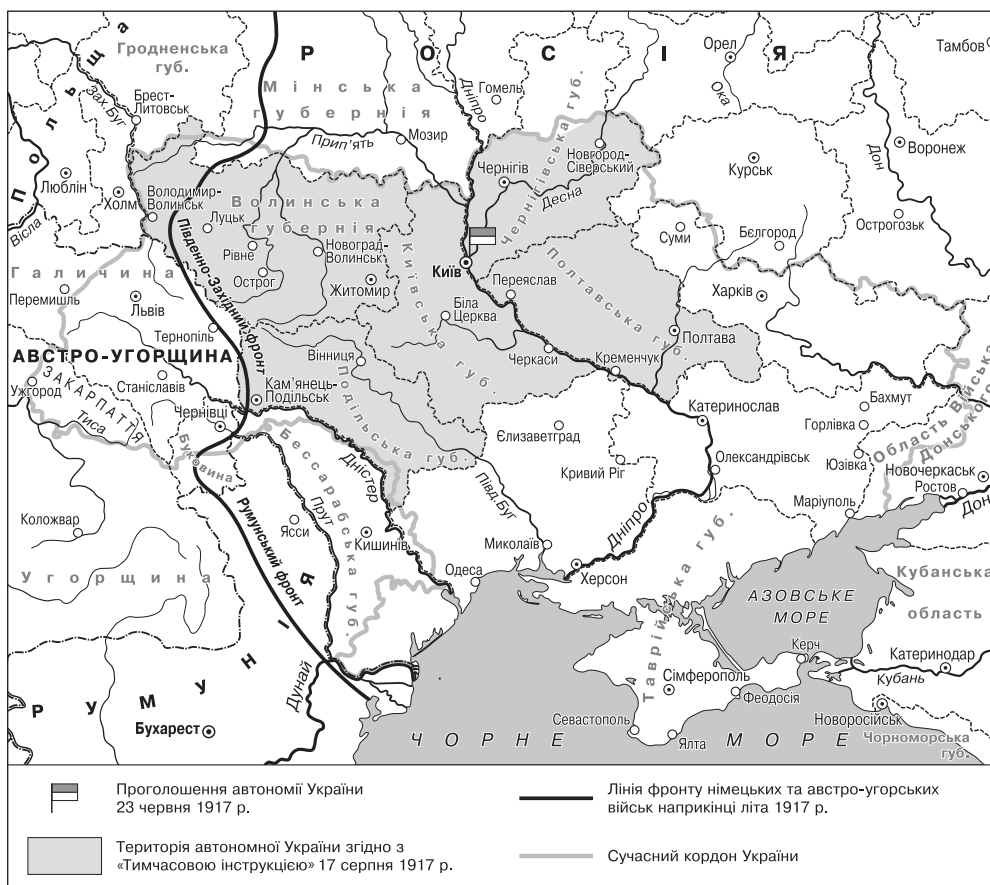 Гродненська
губ.
РОСІЯ
Орел
Тамбов
Польща
Зах.Буг
Брест-
Литовськ
Мінська
губернія
Дніпро
Гомель
Чернігівська губ.
Ока
Дон
Мозир
Прип’ять
Новгород-
Сіверський
Воронеж
Курськ
Чернігів
Люблін
Холм
Володимир-
Волинськ
Волинська
губернія
Десна
Вісла
Луцьк
Суми
Бєлгород
Острогозьк
Рівне
Новоград-
Волинськ
Острог
Київ
Галичина
Житомир
Київська губ.
Переяслав
Полтавська губ.
Харків
Перемишль
Львів
Південно-Західний фронт
Біла
Церква
Тернопіль
Полтава
АВСТРО-УГОРЩИНА
Вінниця
Черкаси
Кременчук
Ужгород
ЗАКАРПАТТЯ
Станіславів
Кам’янець-
Подільськ
Подільська губ.
Бахмут
Тиса
Чернівці
Катеринослав
Горлівка
Область Війська
Донського
Буковина
Бессарабська губ.
Дністер
Єлизаветград
Кривий Ріг
Олександрівськ
Юзівка
Новочеркаськ
Ростов
Дон
Маріуполь
Коложвар
Румунський фронт
Ясси
Прут
Кишинів
Півд.Буг
Миколаїв
Дніпро
Херсон
Одеса
Угорщина
Таврійська губ.
АЗОВСЬКЕ
МОРЕ
Кубанська
область
Керч
Катеринодар
Кубань
РУМУНІЯ
Дунай
Сімферополь
Феодосія
Бухарест
Севастополь
Ялта
Новоросійськ
Чорноморська
губ.
ЧОРНЕ МОРЕ
Проголошення автономії України
23 червня 1917 р.
Лінія фронту німецьких та австро-угорських
військ наприкінці літа 1917 р.
Територія автономної України згідно з
«Тимчасовою інструкцією» 17 серпня 1917 р.
Сучасний кордон України